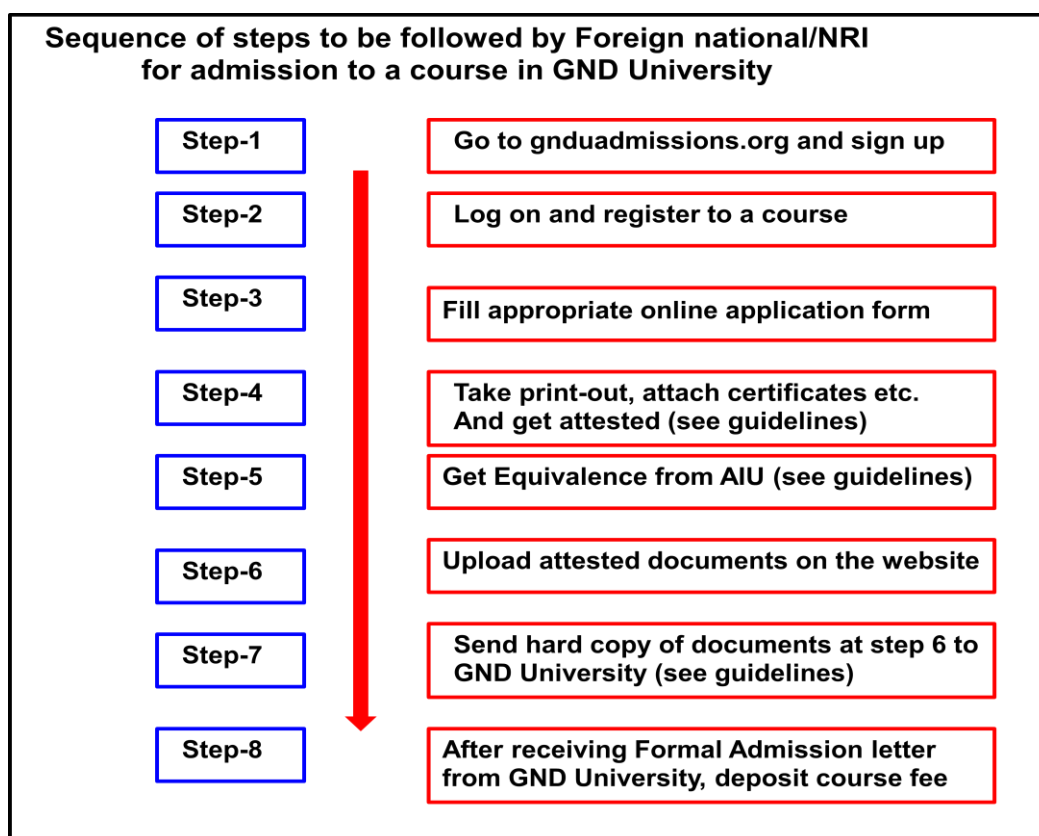 Sequence of steps to be followed by Foreign national/NRI
for admission to a course in GND University
Step-1
Go to gnduadmissions.org and sign up
Step-2
Log on and register to a course
Step-3
Fill appropriate online application form
Step-4
Take print-out, attach certificates etc.
And get attested (see guidelines)
Step-5
Get Equivalence from AIU (see guidelines)
Step-6
Upload attested documents on the website
Step-7
Send hard copy of documents at step 6 to
GND University (see guidelines)
Step-8
After receiving Formal Admission letter
from GND University, deposit course fee